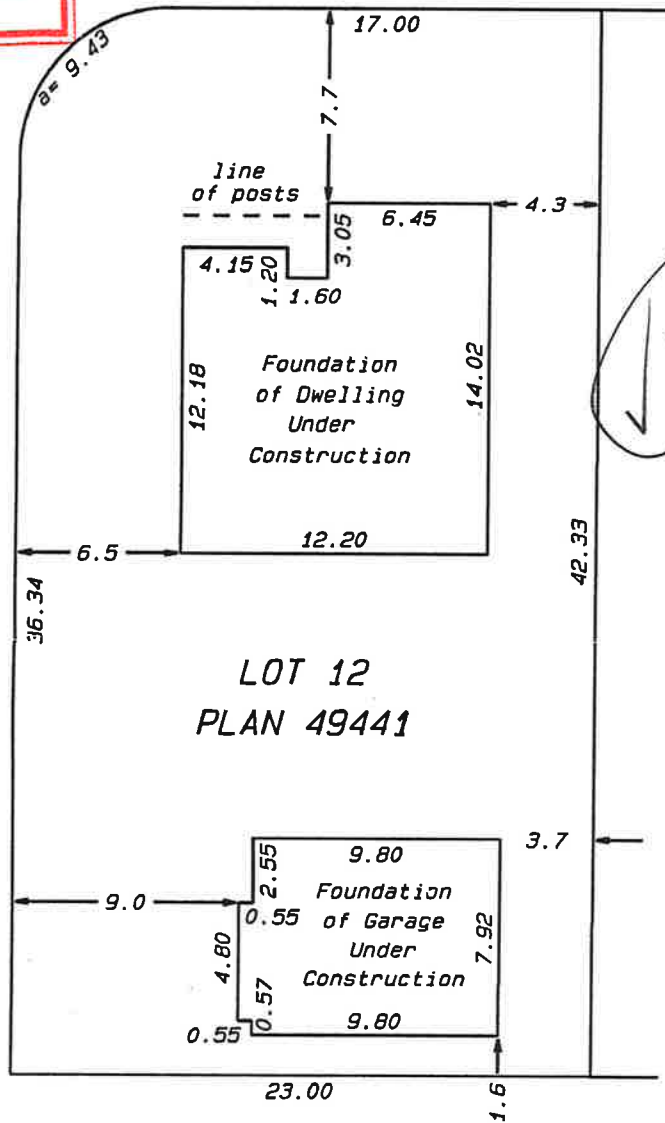 17.00
a= 9.43
7.7
line
of posts
6.45
4.3
3.05
4.15
1.20
1.60
12.18
Foundation
of Dwelling
Under
Construction
14.02
12.20
6.5
42.33
36.34
LOT 12
PLAN 49441
3.7
9.80
2.55
9.0
0.55
Foundation
of Garage
Under
Construction
4.80
7.92
0.57
0.55
9.80
23.00
1.6